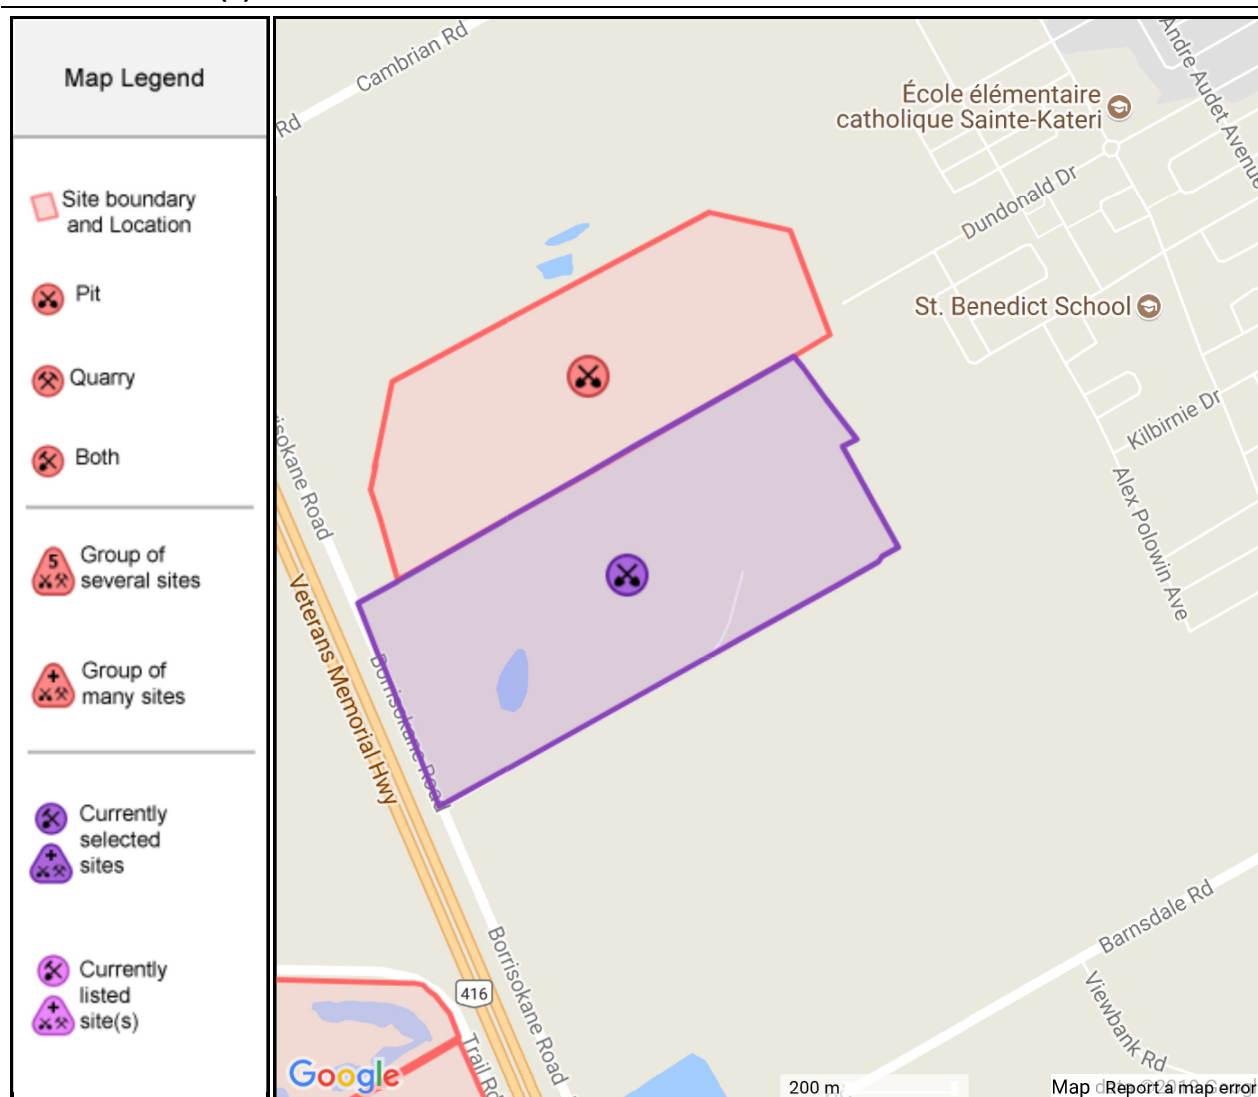 Map Legend
Site boundary
and Location
Pit
Quarry
Both
5
Group of
several sites
+
Group of
many sites
Currently
selected
+
sites
Currently
listed
+
site(s)
Cambrian Rd
Rd
Andre Audet Avenue
École élémentaire
catholique Sainte-Kateri
Dundonald Dr
St. Benedict School
Kilbirnie Dr
Alex Polowin Ave
isokane Road
Veterans Memorial Hwy
Borrisokane Road
Borrisokane Road
Barnsdale Rd
Viewbank Rd
416
Trail Rd
Google
200 m
Map
Report a map error